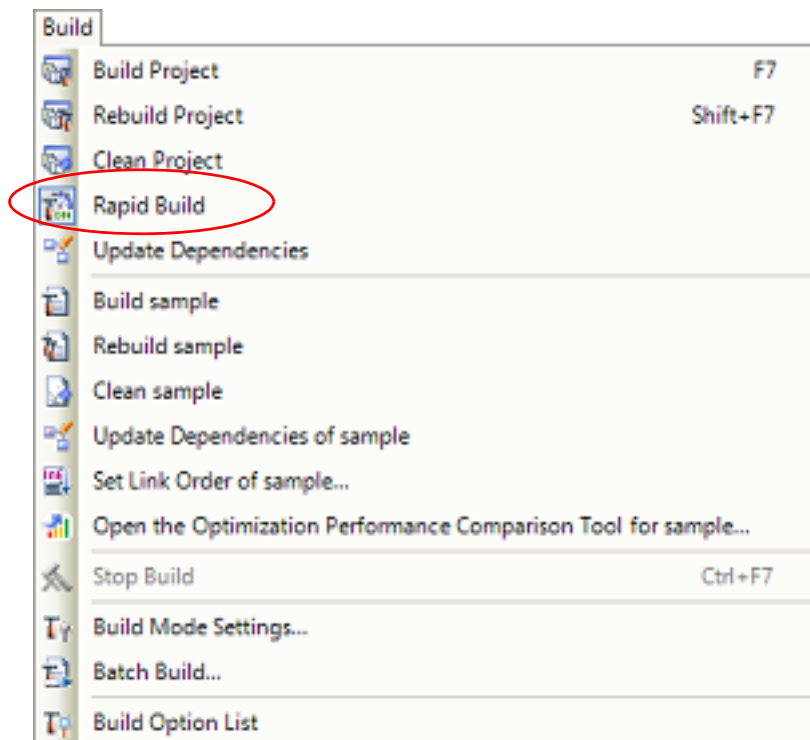 Build
Build Project F7
Rebuild Project Shift+F7
Clean Project
Rapid Build
Update Dependencies
Build sample
Rebuild sample
Clean sample
Update Dependencies of sample
Set Link Order of sample...
Open the Optimization Performance Comparison Tool for sample...
Stop Build Ctrl+F7
Build Mode Settings...
Batch Build...
Build Option List